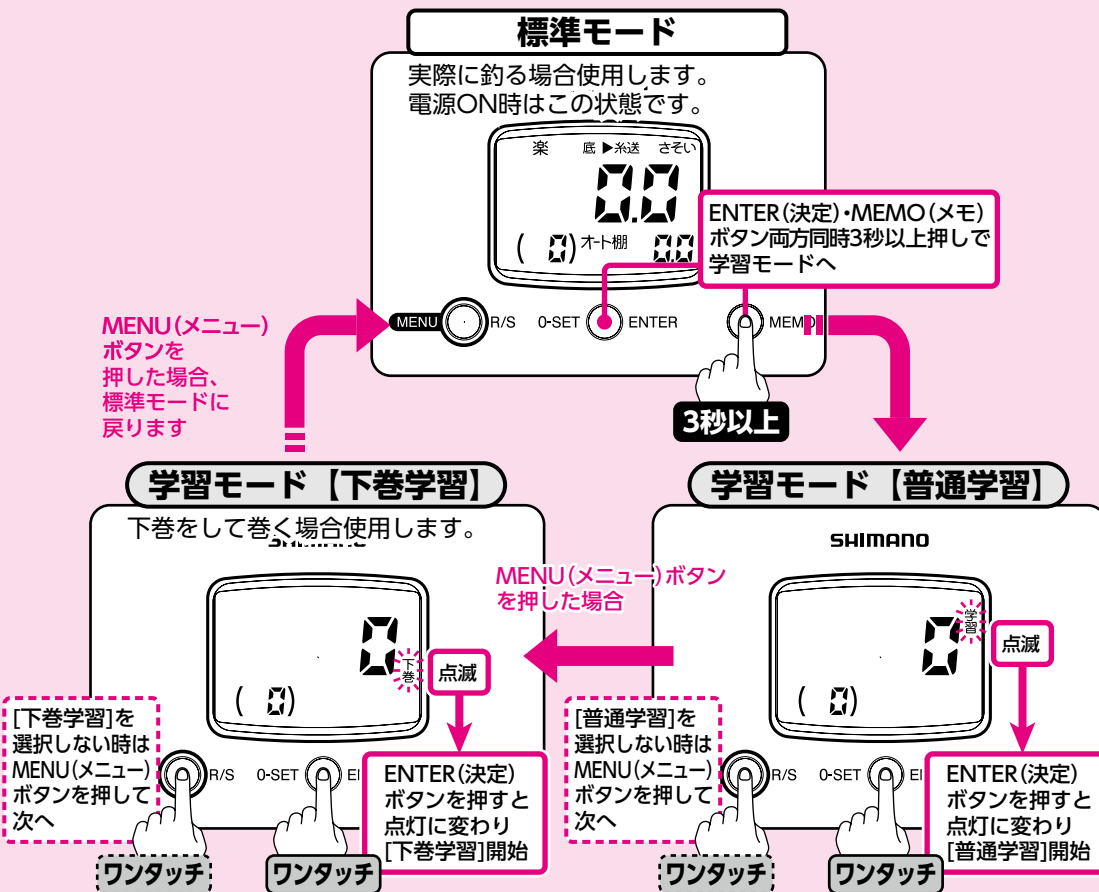 標準モード
実際に釣る場合使用します。
電源ON時はこの状態です。
楽 底 ▶糸送 さそい
0.0
( 0) オート棚 0.0
ENTER(決定)・MEMO(メモ)
ボタン両方同時3秒以上押しで
学習モードへ
MENU R/S 0-SET ENTER MEMO
3秒以上
MENU(メニュー)
ボタンを
押した場合、
標準モードに
戻ります
学習モード【普通学習】
SHIMANO
0 学習
点滅
( 0)
[普通学習]を
選択しない時は
MENU(メニュー)
ボタンを押して
次へ
R/S 0-SET
ENTER(決定)
ボタンを押すと
点灯に変わり
[普通学習]開始
ワンタッチ ワンタッチ
MENU(メニュー)ボタン
を押した場合
学習モード【下巻学習】
下巻をして巻く場合使用します。
0 下巻
点滅
( 0)
[下巻学習]を
選択しない時は
MENU(メニュー)
ボタンを押して
次へ
R/S 0-SET
ENTER(決定)
ボタンを押すと
点灯に変わり
[下巻学習]開始
ワンタッチ ワンタッチ